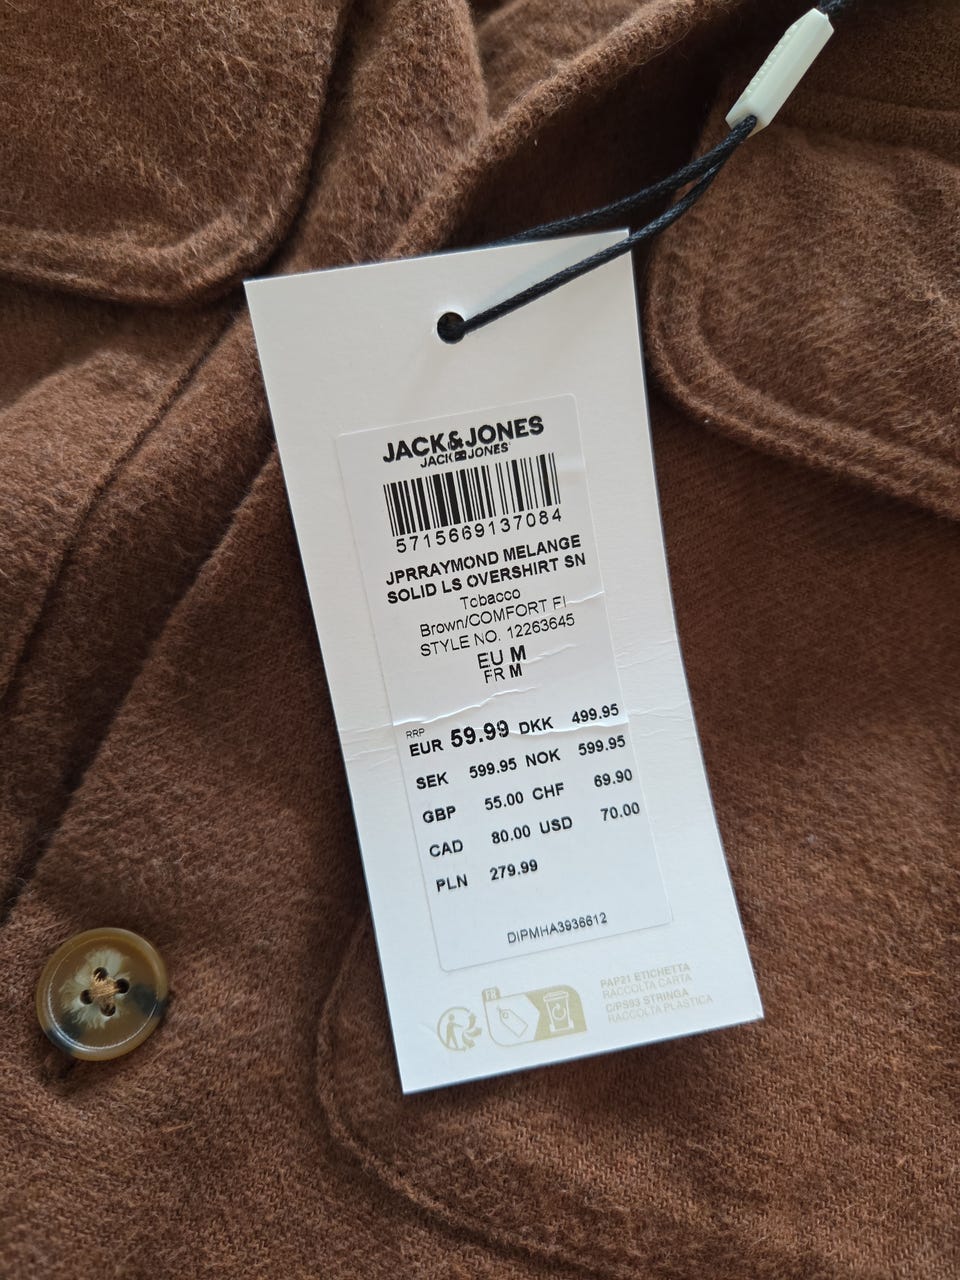 JACK&JONES
JACK JONES
5715669137084
JPRRAYMOND MELANGE
SOLID LS OVERSHIRT SN
Tobacco
Brown/COMFORT FI
STYLE NO. 12263645
EU M
FR M
RRP
EUR 59.99 DKK 499.95
SEK 599.95 NOK 599.95
GBP 55.00 CHF 69.90
CAD 80.00 USD 70.00
PLN 279.99
DIPMHA3936612
FR
PAP21 ETICHETTA
RACCOLTA CARTA
C/PS93 STRINGA
RACCOLTA PLASTICA